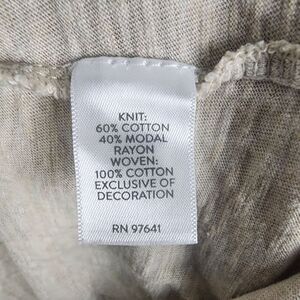 KNIT:
60% COTTON
40% MODAL
RAYON
WOVEN:
100% COTTON
EXCLUSIVE OF
DECORATION
RN 97641